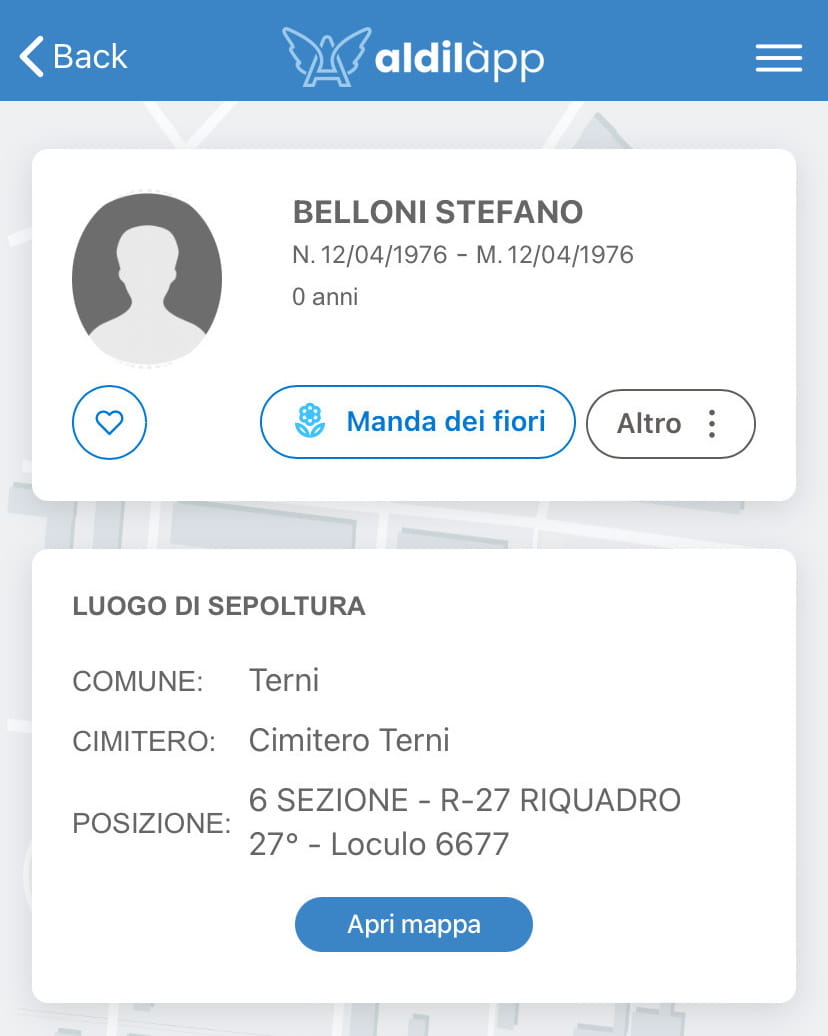 Back
aldilàpp
BELLONI STEFANO
N. 12/04/1976 - M. 12/04/1976
0 anni
Manda dei fiori
Altro
LUOGO DI SEPOLTURA
COMUNE: Terni
CIMITERO: Cimitero Terni
POSIZIONE: 6 SEZIONE - R-27 RIQUADRO
27° - Loculo 6677
Apri mappa